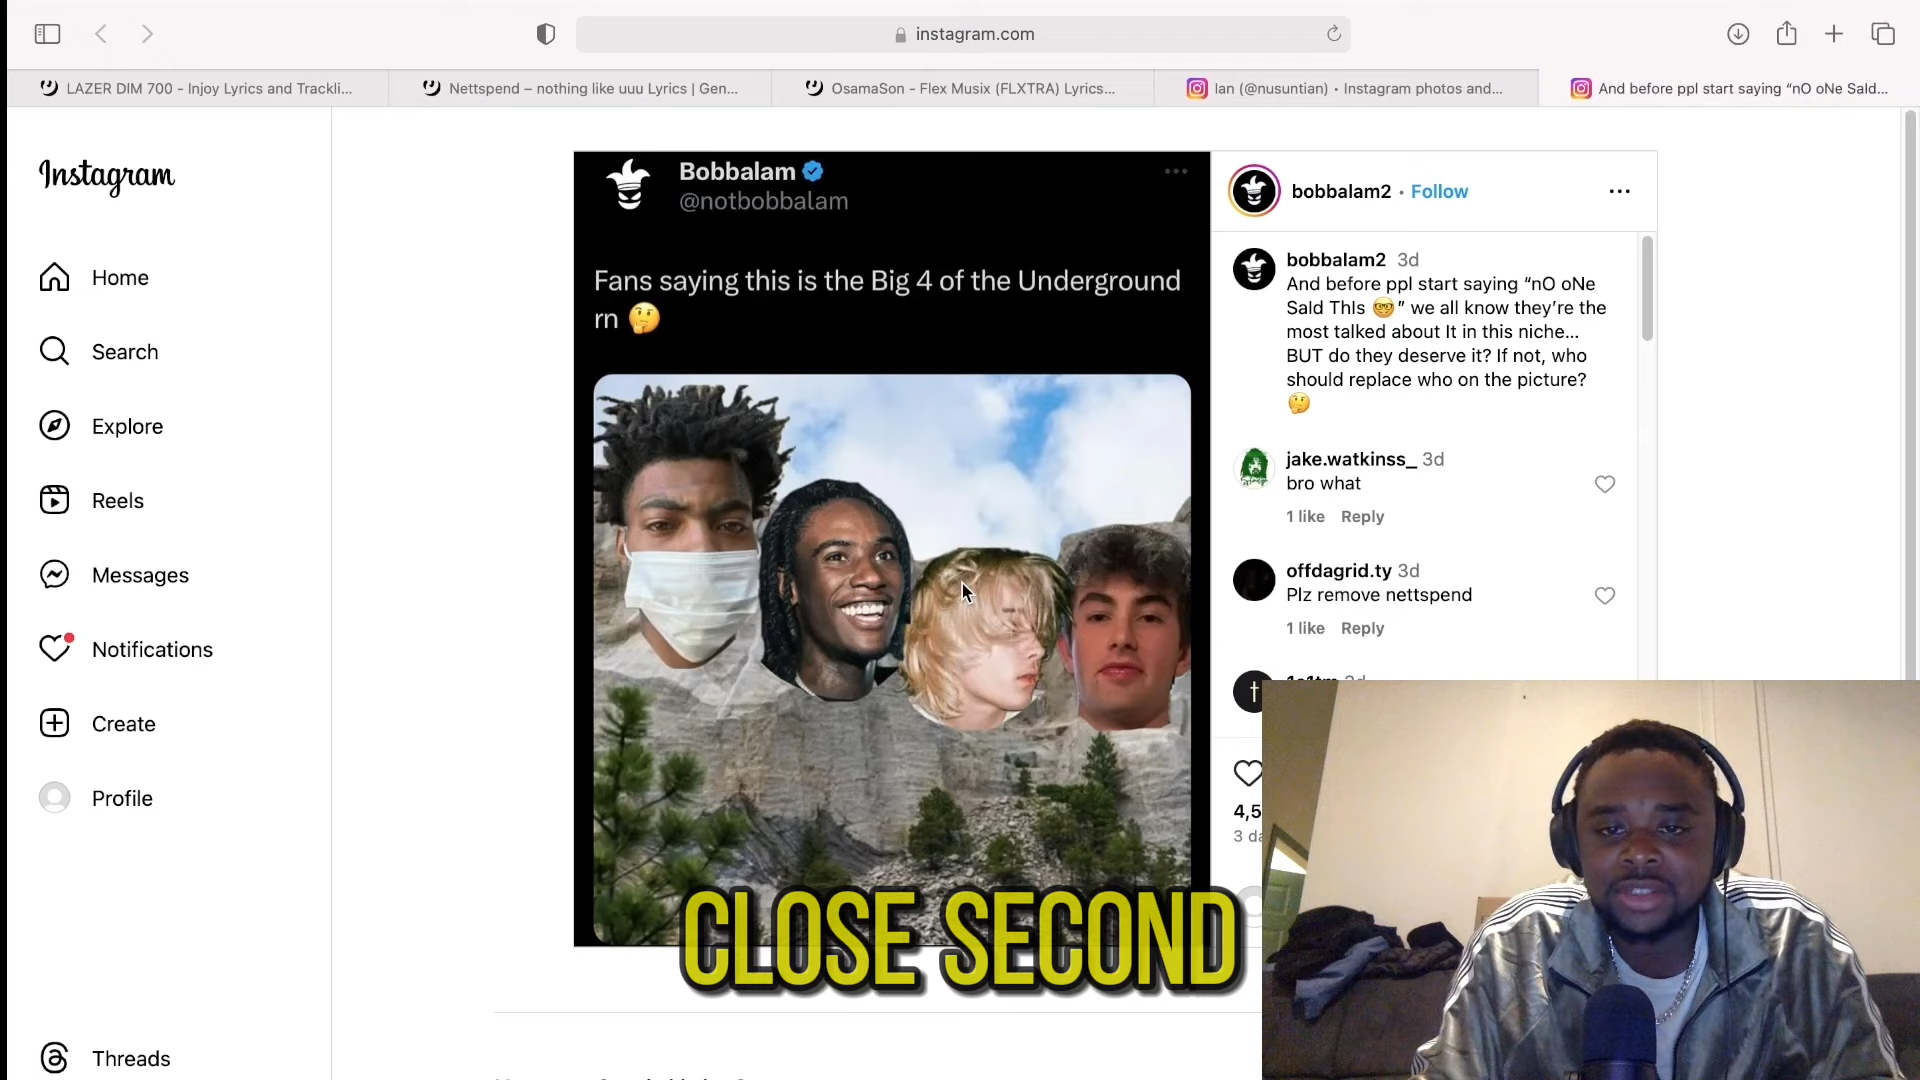 instagram.com
LAZER DIM 700 - Injoy Lyrics and Trackli...
Nettspend – nothing like uuu Lyrics | Gen...
OsamaSon - Flex Musix (FLXTRA) Lyrics...
Ian (@nusuntian) • Instagram photos and...
And before ppl start saying “nO oNe Sald...
Instagram
Home
Search
Explore
Reels
Messages
Notifications
Create
Profile
Threads
Bobbalam
@notbobbalam
Fans saying this is the Big 4 of the Underground
rn 🤔
bobbalam2 • Follow
bobbalam2 3d
And before ppl start saying “nO oNe
Sald ThIs 🤓” we all know they’re the
most talked about It in this niche...
BUT do they deserve it? If not, who
should replace who on the picture?
🤔
jake.watkinss_ 3d
bro what
1 like Reply
offdagrid.ty 3d
Plz remove nettspend
1 like Reply
4,5
3 da
CLOSE SECOND